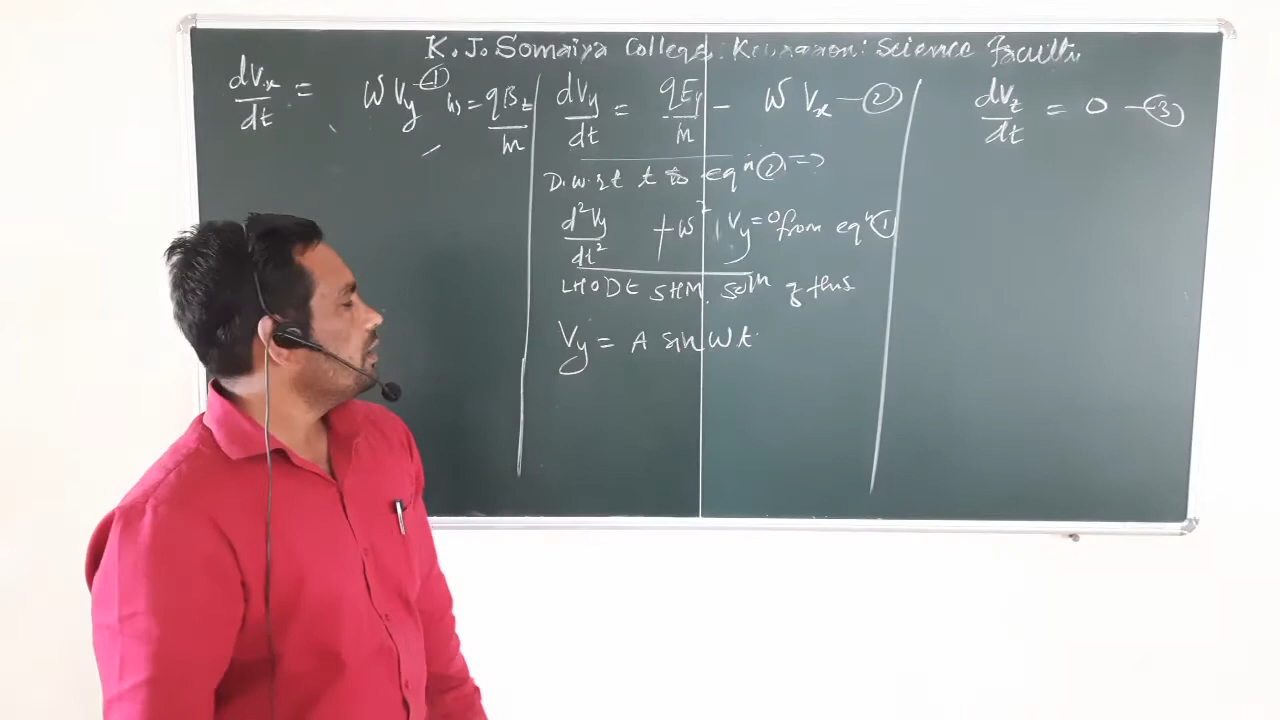 K. J. Somaiya College. : Science Faculty
dVx/dt = ω Vy —① ω = qBz/m
dVy/dt = qEy/m - ω Vx —②
D.w.r.t t to eqⁿ ② =>
d²Vy/dt² + ω² Vy = 0 from eqⁿ ①
LHODE SHM. solⁿ of this
Vy = A sin ωt
dVz/dt = 0 —③